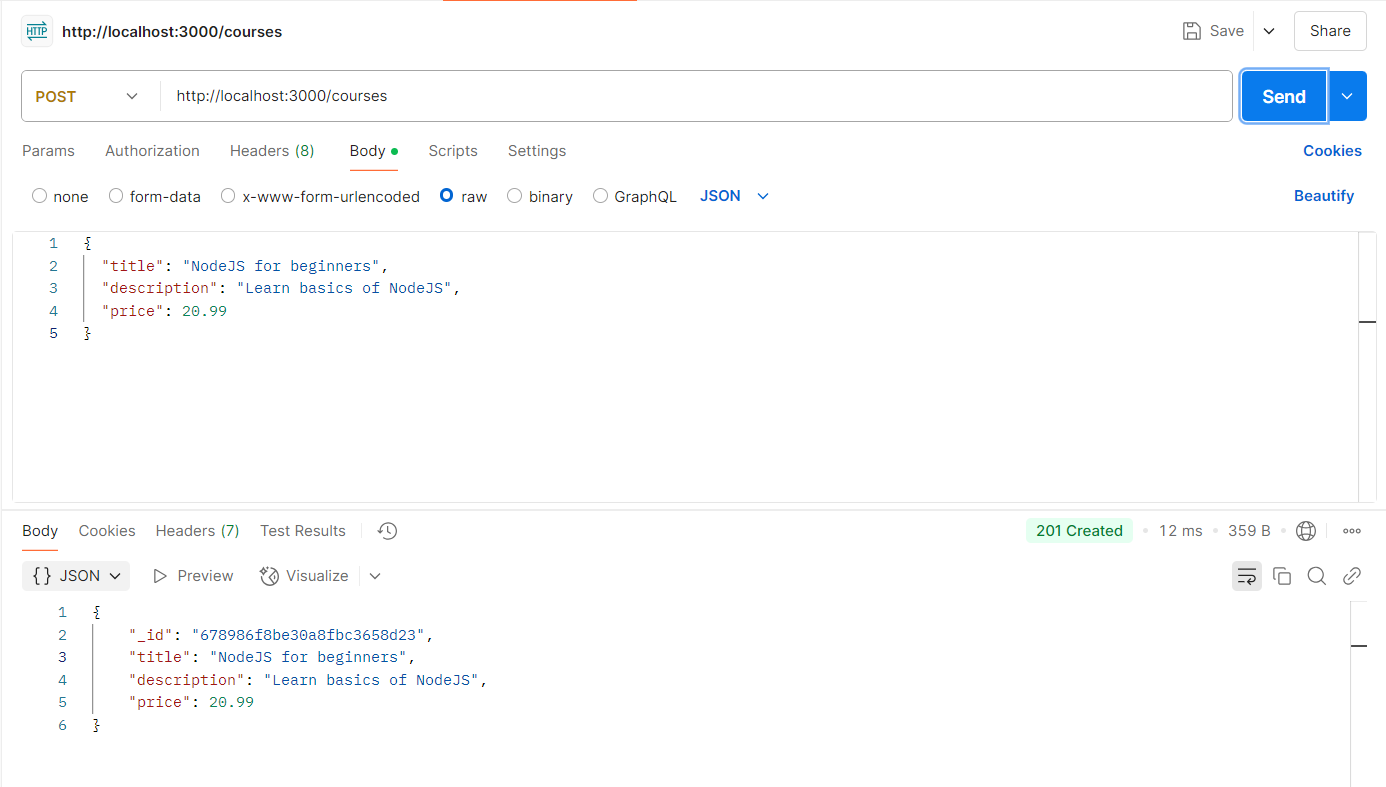 HTTP http://localhost:3000/courses Save Share
POST http://localhost:3000/courses Send
Params Authorization Headers (8) Body Scripts Settings Cookies
none form-data x-www-form-urlencoded raw binary GraphQL JSON Beautify
1 {
2 "title": "NodeJS for beginners",
3 "description": "Learn basics of NodeJS",
4 "price": 20.99
5 }
Body Cookies Headers (7) Test Results 201 Created • 12 ms • 359 B •
{} JSON Preview Visualize
1 {
2 "_id": "678986f8be30a8fbc3658d23",
3 "title": "NodeJS for beginners",
4 "description": "Learn basics of NodeJS",
5 "price": 20.99
6 }